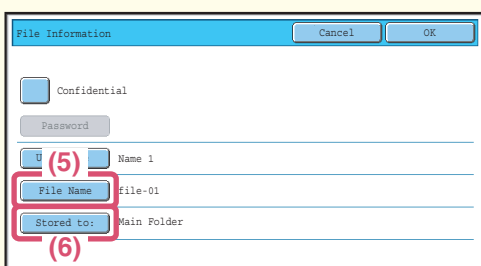 File Information Cancel OK
Confidential
Password
(5) Name 1
File Name file-01
Stored to: Main Folder
(6)